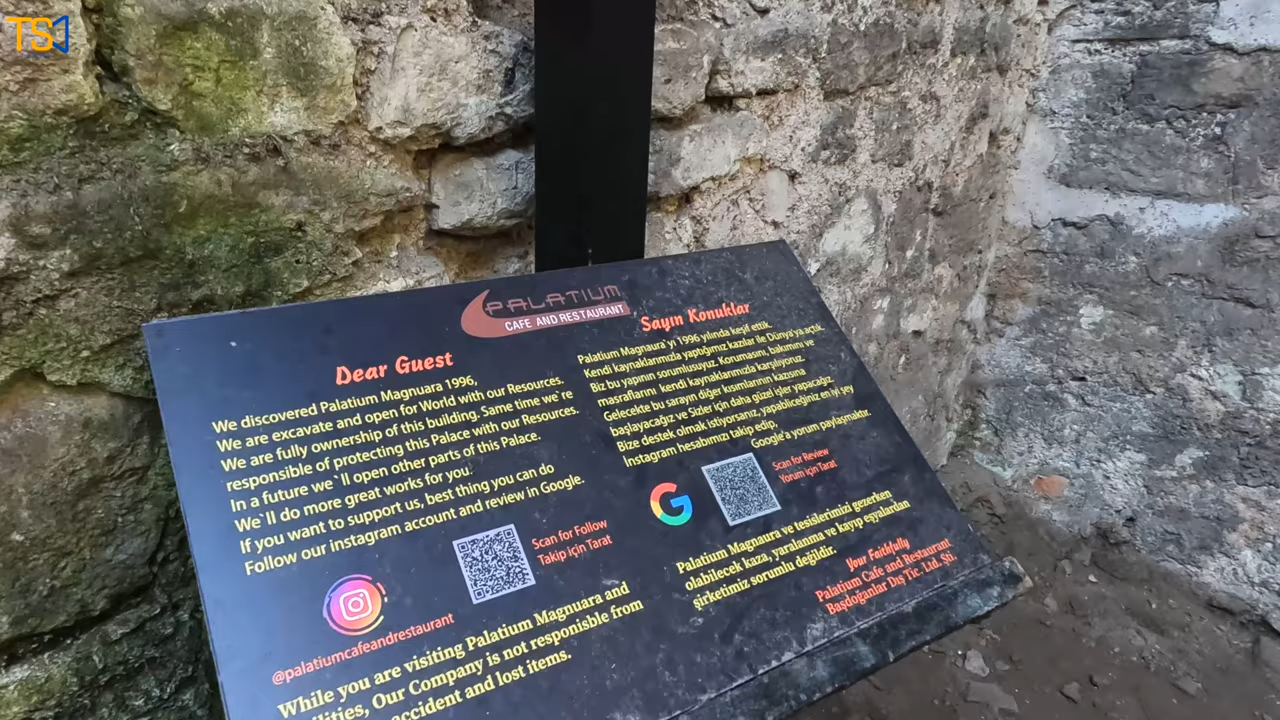 TS
PALATIUM
CAFE AND RESTAURANT
Dear Guest
We discovered Palatium Magnuara 1996,
We are excavate and open for World with our Resources.
We are fully ownership of this building. Same time we`re
responsible of protecting this Palace with our Resources.
In a future we`ll open other parts of this Palace.
We`ll do more great works for you.
If you want to support us, best thing you can do
Follow our instagram account and review in Google.
Scan for Follow
Takip için Tarat
@palatiumcafeandrestaurant
While you are visiting Palatium Magnuara and
ilities, Our Company is not responisble from
accident and lost items.
Sayın Konuklar
Palatium Magnaura'yı 1996 yılında keşif ettik.
Kendi kaynaklarımızla yaptığımız kazılar ile Dünya'ya açtık.
Biz bu yapının sorumlusuyuz. Korumasını, bakımını ve
masraflarını kendi kaynaklarımızla karşılıyoruz.
Gelecekte bu sarayın diğer kısımlarının kazısına
başlayacağız ve Sizler için daha güzel işler yapacağız.
Bize destek olmak istiyorsanız, yapabileceğiniz en iyi şey
İnstagram hesabımızı takip edip,
Google'a yorum paylaşmaktır.
G
Scan for Review
Yorum için Tarat
Palatium Magnaura ve tesislerimizi gezerken
olabilecek kaza, yaralanma ve kayıp eşyalardan
şirketimiz sorumlu değildir.
Your Faithfully
Palatium Cafe and Restaurant
Başdoğanlar Dış Tic. Ltd. Şti.